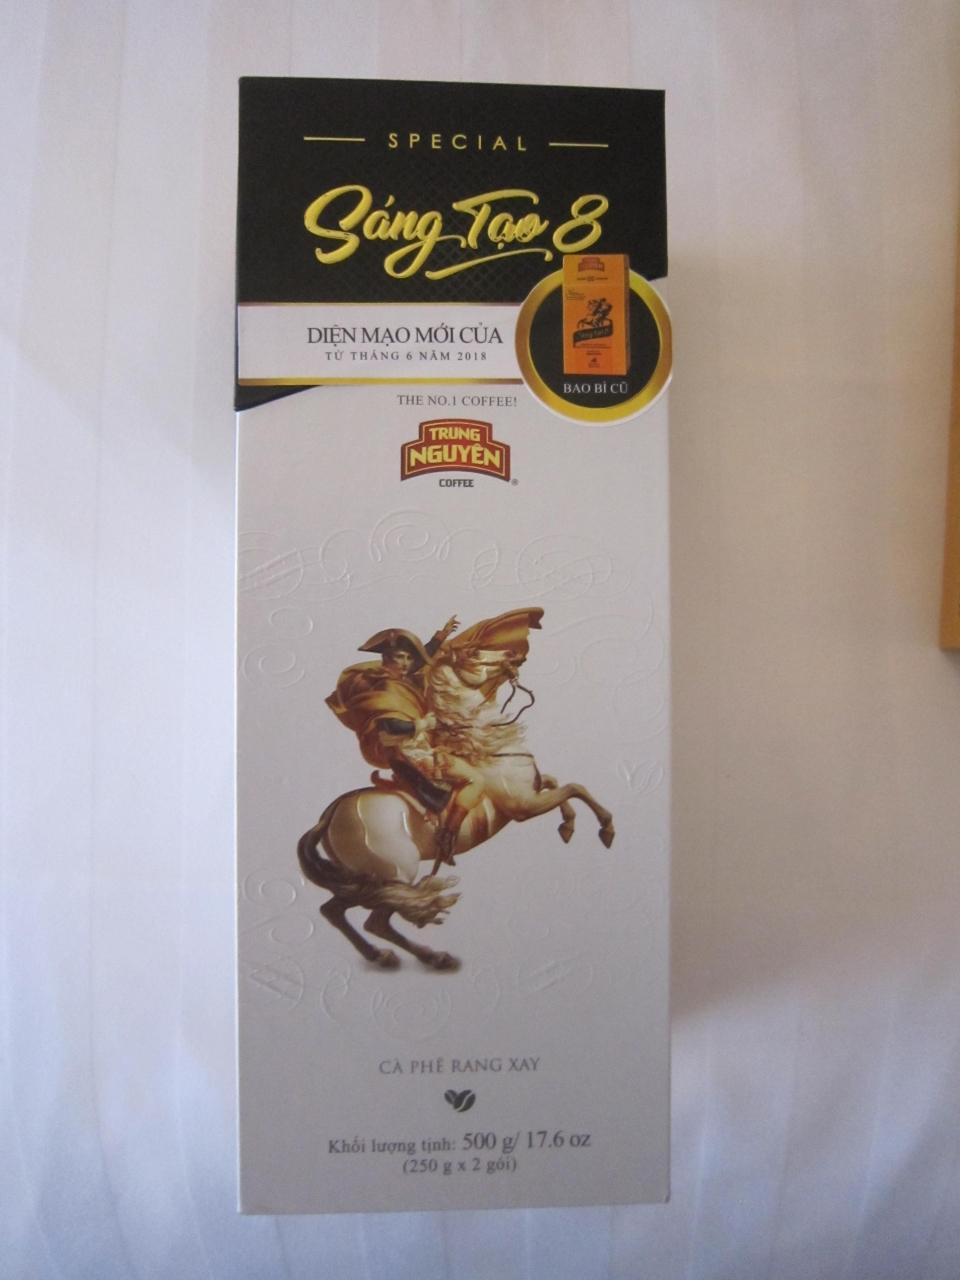 SPECIAL
Sáng Tạo 8
DIỆN MẠO MỚI CỦA
TỪ THÁNG 6 NĂM 2018
BAO BÌ CŨ
THE NO.1 COFFEE!
TRUNG
NGUYÊN
COFFEE
CÀ PHÊ RANG XAY
Khối lượng tịnh: 500 g/ 17.6 oz
(250 g x 2 gói)